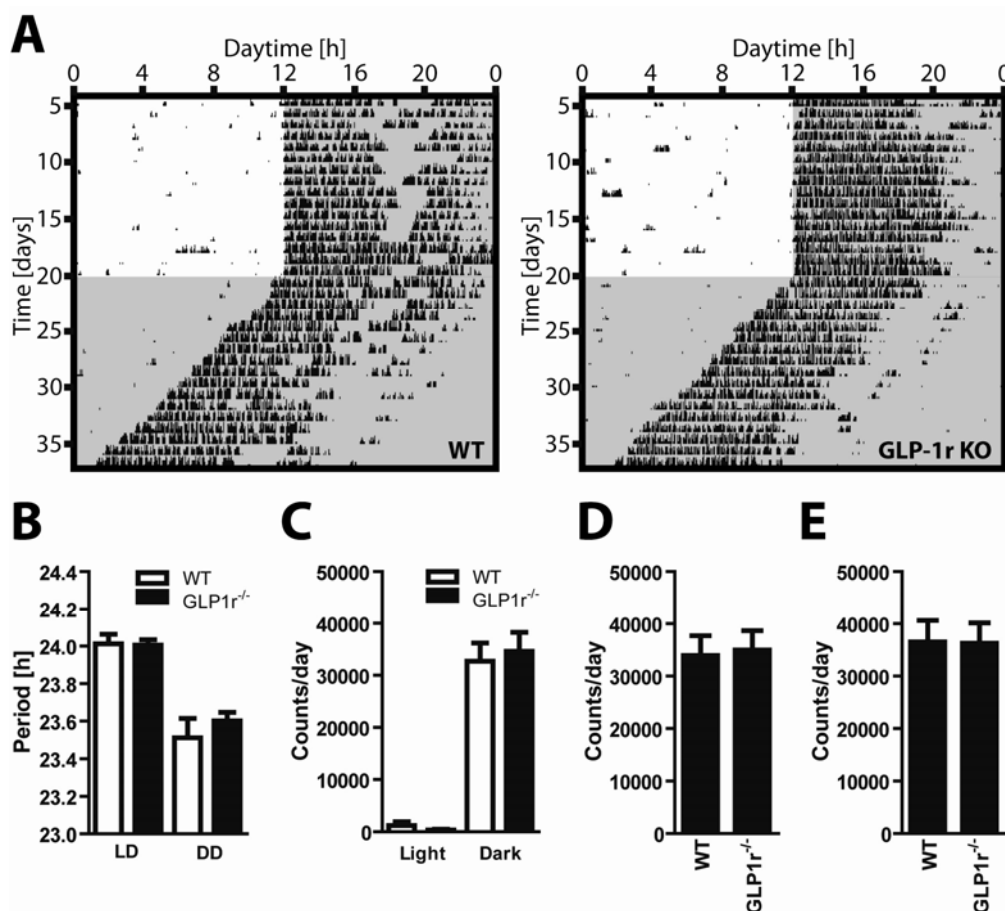 A
Daytime [h]
0 4 8 12 16 20 0
Time [days]
5
10
15
20
25
30
35
WT
Daytime [h]
0 4 8 12 16 20 0
Time [days]
5
10
15
20
25
30
35
GLP-1r KO
B
Period [h]
24.4
24.2
24.0
23.8
23.6
23.4
23.2
23.0
WT
GLP1r-/-
LD DD
C
Counts/day
50000
40000
30000
20000
10000
0
WT
GLP1r-/-
Light Dark
D
Counts/day
50000
40000
30000
20000
10000
0
WT
GLP1r-/-
E
Counts/day
50000
40000
30000
20000
10000
0
WT
GLP1r-/-